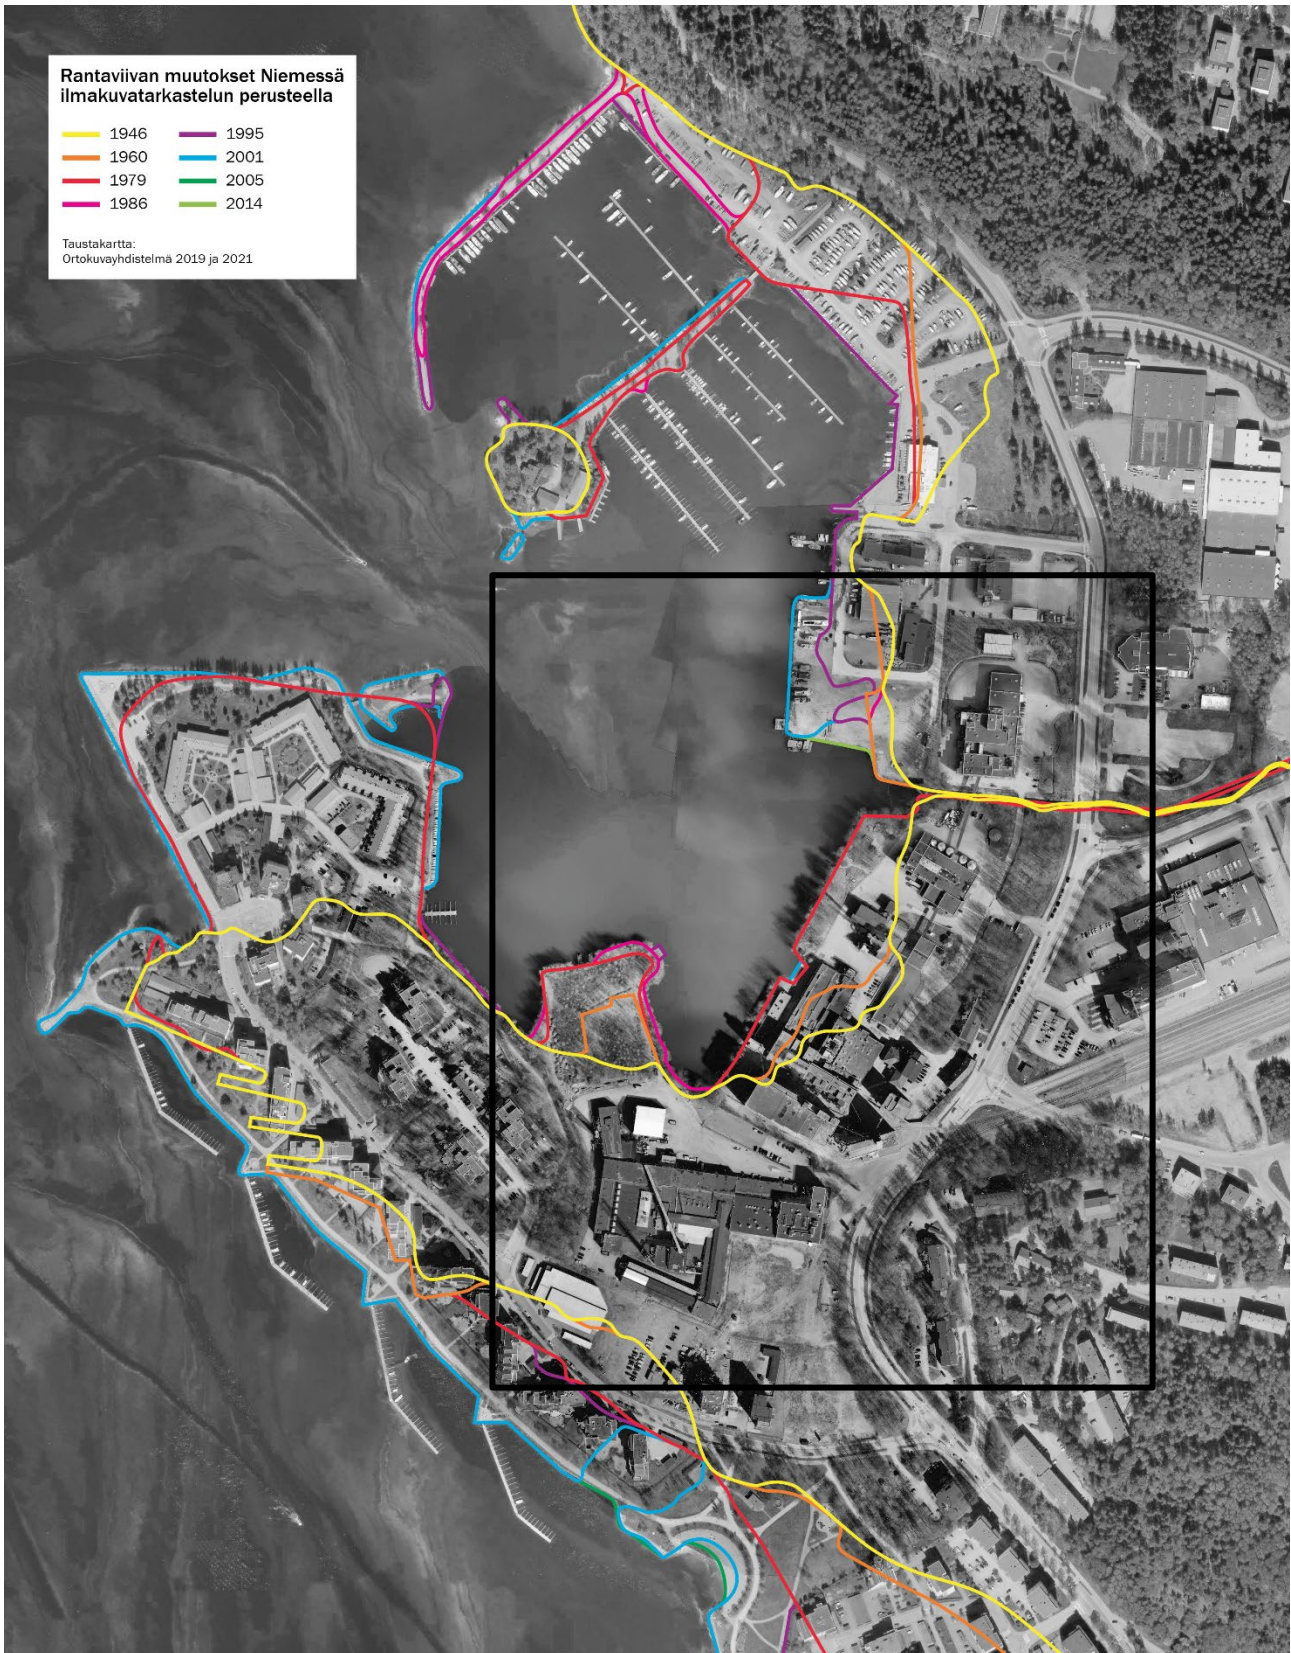 Rantaviivan muutokset Niemessä
ilmakuvatarkastelun perusteella
1946
1960
1979
1986
1995
2001
2005
2014
Taustakartta:
Ortokuvayhdistelmä 2019 ja 2021